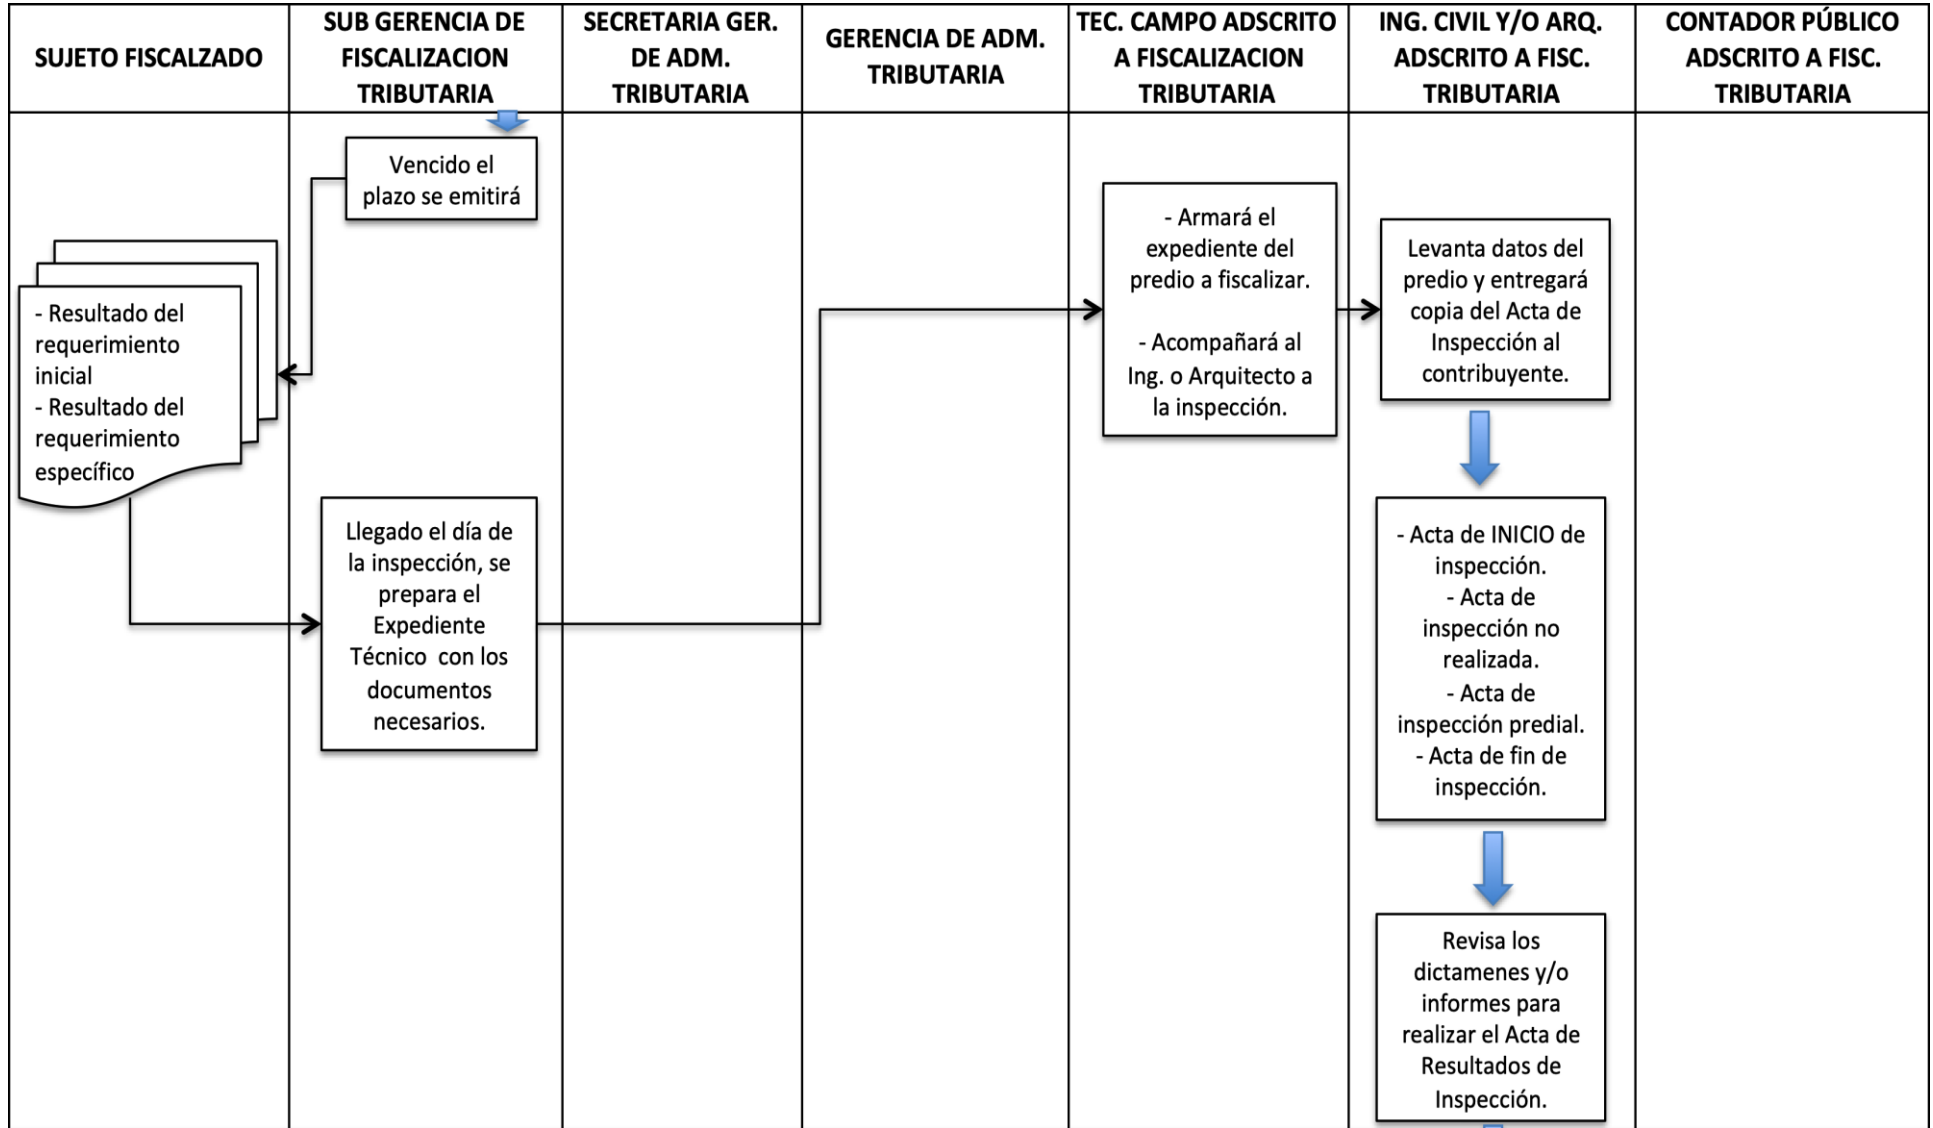 SUJETO FISCALZADO
SUB GERENCIA DE
FISCALIZACION
TRIBUTARIA
SECRETARIA GER.
DE ADM.
TRIBUTARIA
GERENCIA DE ADM.
TRIBUTARIA
TEC. CAMPO ADSCRITO
A FISCALIZACION
TRIBUTARIA
ING. CIVIL Y/O ARQ.
ADSCRITO A FISC.
TRIBUTARIA
CONTADOR PÚBLICO
ADSCRITO A FISC.
TRIBUTARIA
Vencido el
plazo se emitirá
- Resultado del
requerimiento
inicial
- Resultado del
requerimiento
específico
Llegado el día de
la inspección, se
prepara el
Expediente
Técnico con los
documentos
necesarios.
- Armará el
expediente del
predio a fiscalizar.
- Acompañará al
Ing. o Arquitecto a
la inspección.
Levanta datos del
predio y entregará
copia del Acta de
Inspección al
contribuyente.
- Acta de INICIO de
inspección.
- Acta de
inspección no
realizada.
- Acta de
inspección predial.
- Acta de fin de
inspección.
Revisa los
dictamenes y/o
informes para
realizar el Acta de
Resultados de
Inspección.